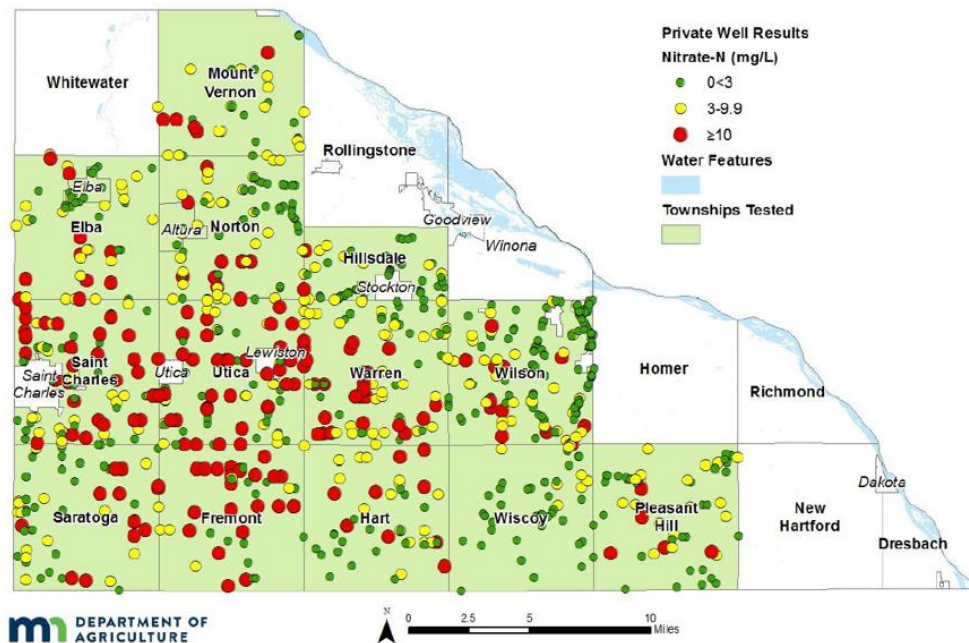 Private Well Results
Nitrate-N (mg/L)
0<3
3-9.9
≥10
Water Features
Townships Tested
Whitewater
Mount
Vernon
Rollingstone
Elba
Elba
Altura
Norton
Goodview
Winona
Hillsdale
Stockton
Saint
Charles
Saint
Charles
Utica
Utica
Lewiston
Warren
Wilson
Homer
Richmond
Saratoga
Fremont
Hart
Wiscoy
Pleasant
Hill
New
Hartford
Dakota
Dresbach
mn DEPARTMENT OF
AGRICULTURE
N
0 2.5 5 10
Miles